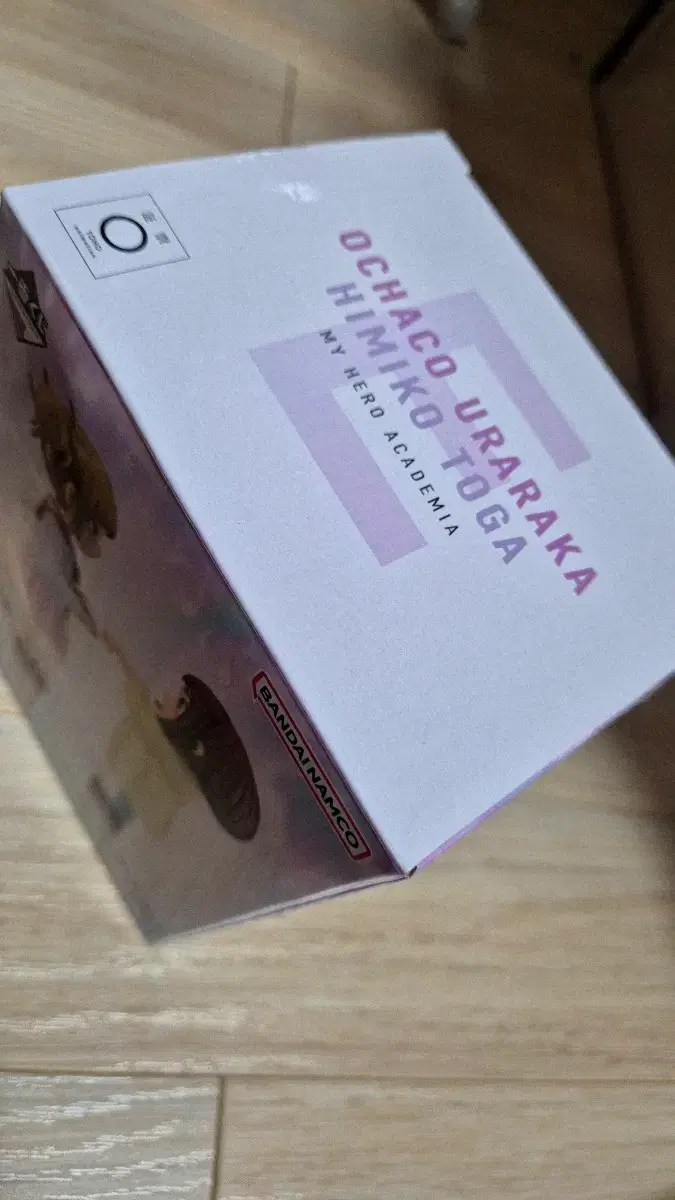 OCHACO URARAKA
HIMIKO TOGA
MY HERO ACADEMIA
BANDAI NAMCO